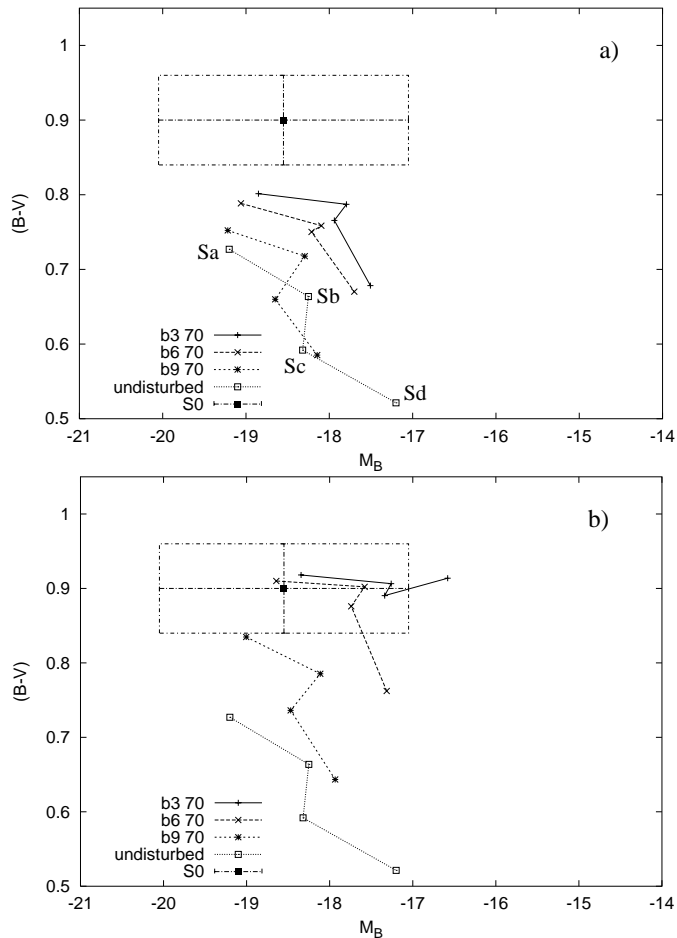 a)
1
0.9
0.8
0.7
0.6
0.5
(B-V)
Sa
Sb
Sc
Sd
b3 70
b6 70
b9 70
undisturbed
S0
-21 -20 -19 -18 -17 -16 -15 -14
M_B
b)
1
0.9
0.8
0.7
0.6
0.5
(B-V)
b3 70
b6 70
b9 70
undisturbed
S0
-21 -20 -19 -18 -17 -16 -15 -14
M_B